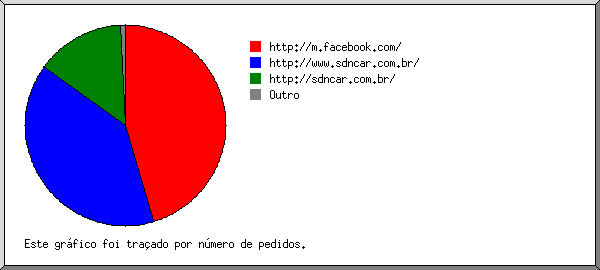 http://m.facebook.com/
http://www.sdncar.com.br/
http://sdncar.com.br/
Outro
Este gráfico foi traçado por número de pedidos.